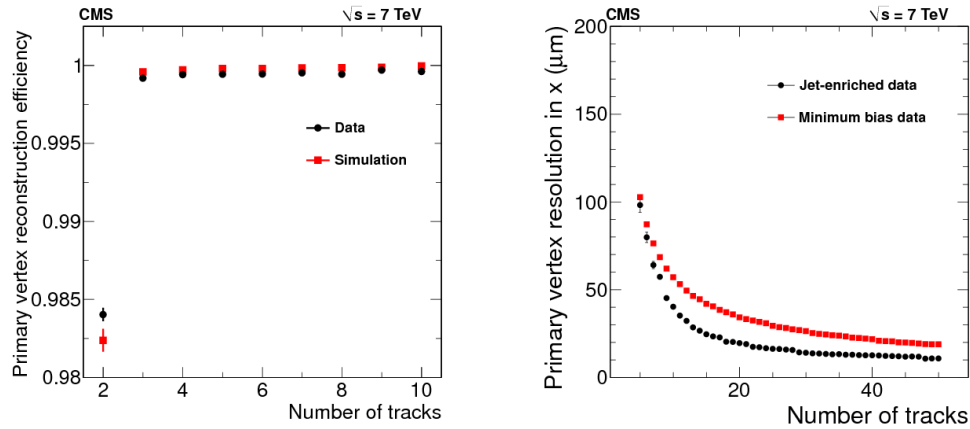 CMS
√s = 7 TeV
Primary vertex reconstruction efficiency
1
0.995
0.99
0.985
0.98
Data
Simulation
2
4
6
8
10
Number of tracks
CMS
√s = 7 TeV
Primary vertex resolution in x (μm)
200
150
100
50
0
Jet-enriched data
Minimum bias data
0
20
40
Number of tracks